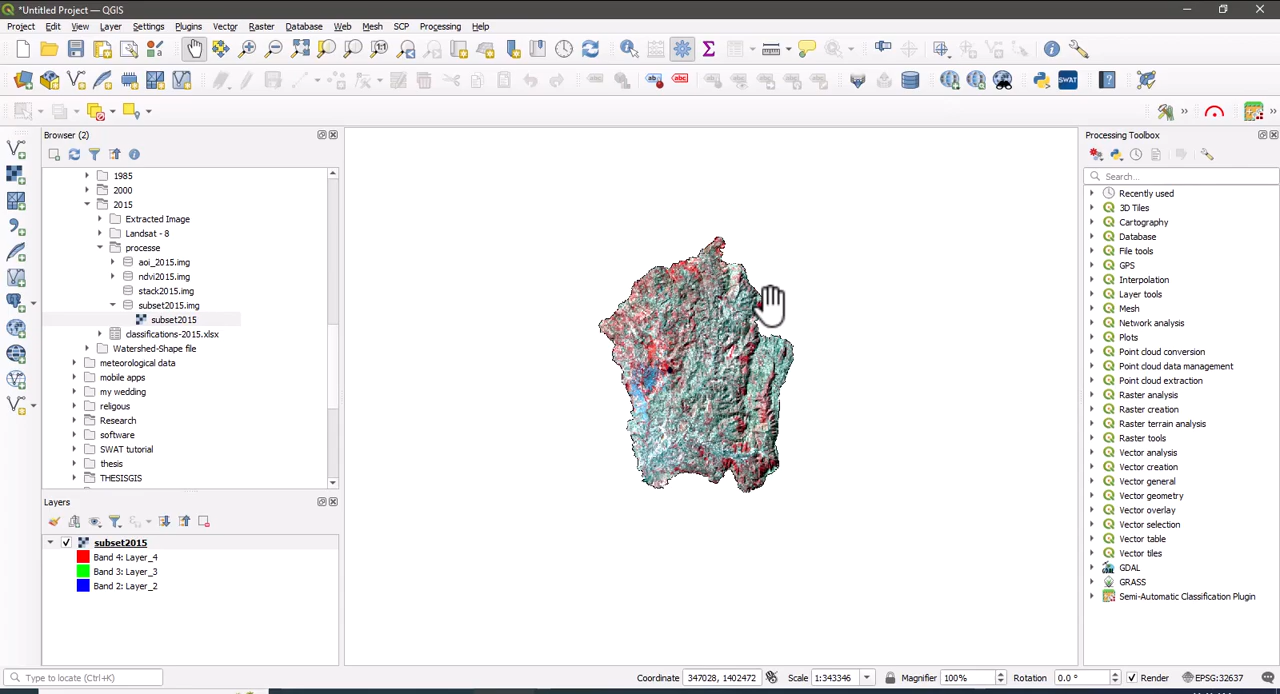 *Untitled Project — QGIS
Project Edit View Layer Settings Plugins Vector Raster Database Web Mesh SCP Processing Help
Browser (2)
1985
2000
2015
Extracted Image
Landsat - 8
processe
aoi_2015.img
ndvi2015.img
stack2015.img
subset2015.img
subset2015
classifications-2015.xlsx
Watershed-Shape file
meteorological data
mobile apps
my wedding
religous
Research
software
SWAT tutorial
thesis
THESISGIS
Layers
subset2015
Band 4: Layer_4
Band 3: Layer_3
Band 2: Layer_2
Processing Toolbox
Search...
Recently used
3D Tiles
Cartography
Database
File tools
GPS
Interpolation
Layer tools
Mesh
Network analysis
Plots
Point cloud conversion
Point cloud data management
Point cloud extraction
Raster analysis
Raster creation
Raster terrain analysis
Raster tools
Vector analysis
Vector creation
Vector general
Vector geometry
Vector overlay
Vector selection
Vector table
Vector tiles
GDAL
GRASS
Semi-Automatic Classification Plugin
Type to locate (Ctrl+K) Coordinate 347028, 1402472 Scale 1:343346 Magnifier 100% Rotation 0.0 ° Render EPSG:32637